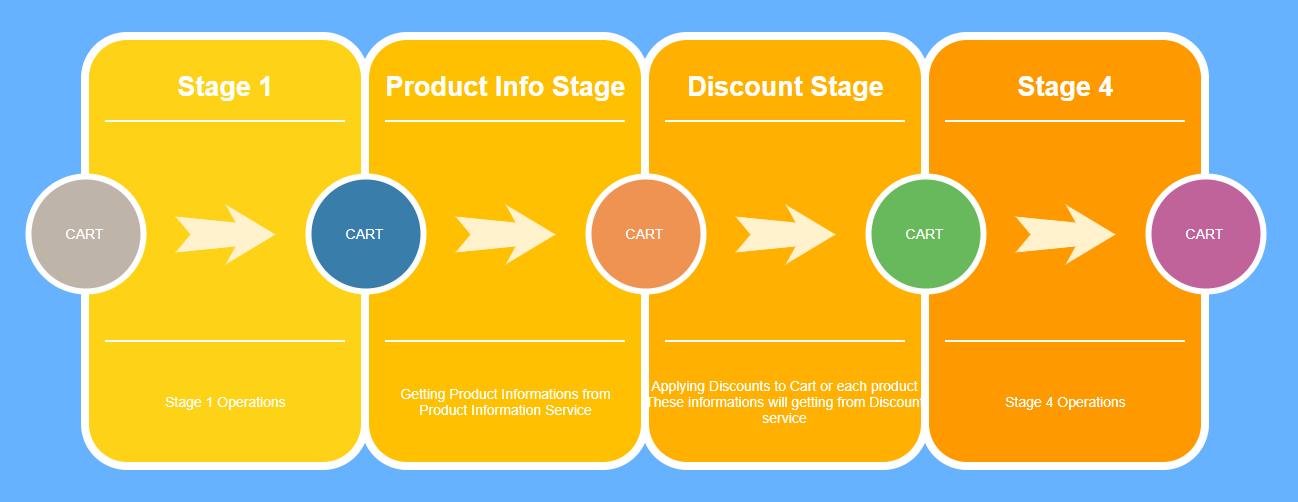 Stage 1
Product Info Stage
Discount Stage
Stage 4
CART
CART
CART
CART
CART
Stage 1 Operations
Getting Product Informations from
Product Information Service
Applying Discounts to Cart or each product
These informations will getting from Discount
service
Stage 4 Operations